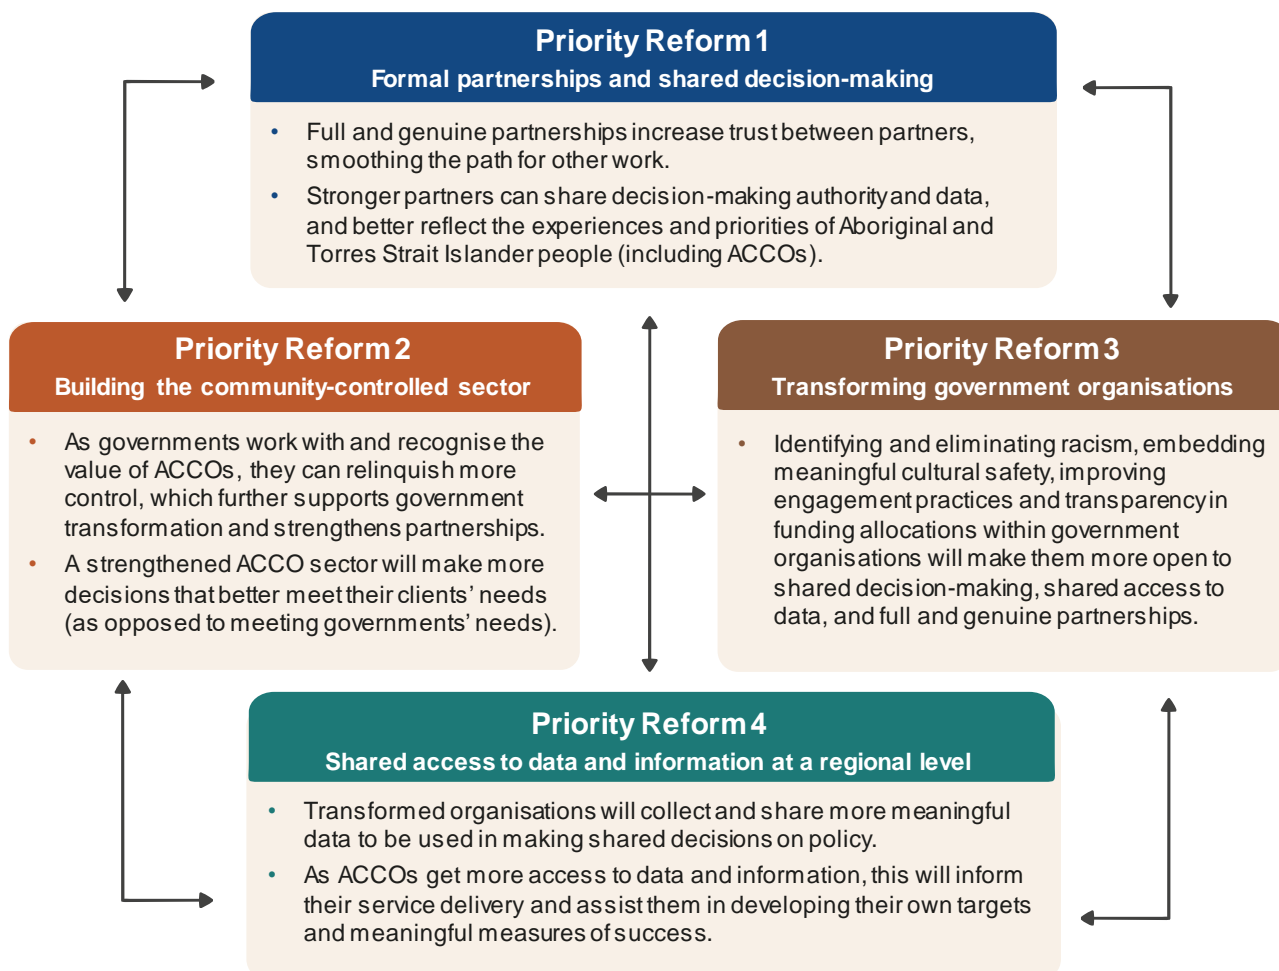 Priority Reform 1
Formal partnerships and shared decision-making
• Full and genuine partnerships increase trust between partners,
smoothing the path for other work.
• Stronger partners can share decision-making authority and data,
and better reflect the experiences and priorities of Aboriginal and
Torres Strait Islander people (including ACCOs).
Priority Reform 2
Building the community-controlled sector
• As governments work with and recognise the
value of ACCOs, they can relinquish more
control, which further supports government
transformation and strengthens partnerships.
• A strengthened ACCO sector will make more
decisions that better meet their clients’ needs
(as opposed to meeting governments’ needs).
Priority Reform 3
Transforming government organisations
• Identifying and eliminating racism, embedding
meaningful cultural safety, improving
engagement practices and transparency in
funding allocations within government
organisations will make them more open to
shared decision-making, shared access to
data, and full and genuine partnerships.
Priority Reform 4
Shared access to data and information at a regional level
• Transformed organisations will collect and share more meaningful
data to be used in making shared decisions on policy.
• As ACCOs get more access to data and information, this will inform
their service delivery and assist them in developing their own targets
and meaningful measures of success.